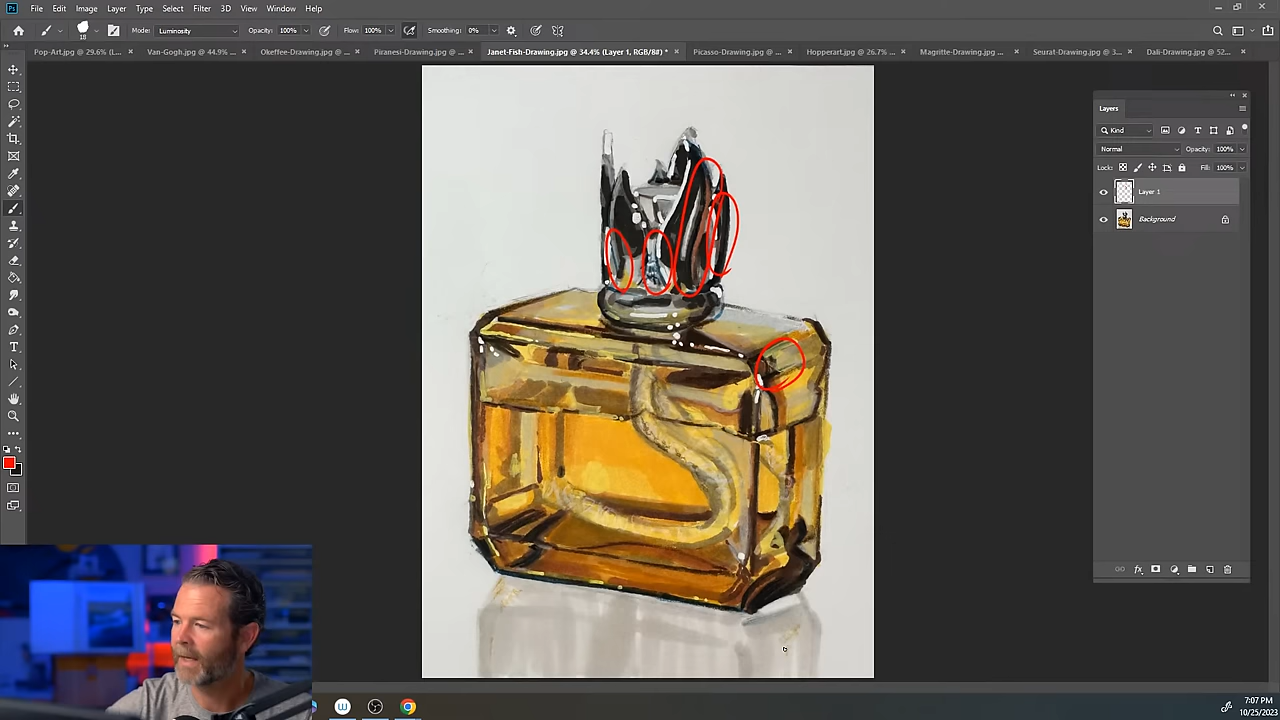 Ps File Edit Image Layer Type Select Filter 3D View Window Help
Mode: Luminosity Opacity: 100% Flow: 100% Smoothing: 0%
Pop-Art.jpg @ 29.6% (L... × Van-Gogh.jpg @ 44.9% ... × Okeffee-Drawing.jpg ... × Piranesi-Drawing.jpg ... × Janet-Fish-Drawing.jpg @ 34.4% (Layer 1, RGB/8#) * × Picasso-Drawing.jpg @ ... × Hopperart.jpg @ 26.7% ... × Magritte-Drawing.jpg ... × Seurat-Drawing.jpg @ 3... × Dali-Drawing.jpg @ 52... ×
Layers
Kind
Normal Opacity: 100%
Lock: Fill: 100%
Layer 1
Background
fx
7:07 PM
10/25/2023